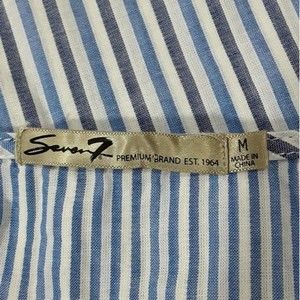 Seven7
PREMIUM BRAND EST. 1964
M
MADE IN
CHINA